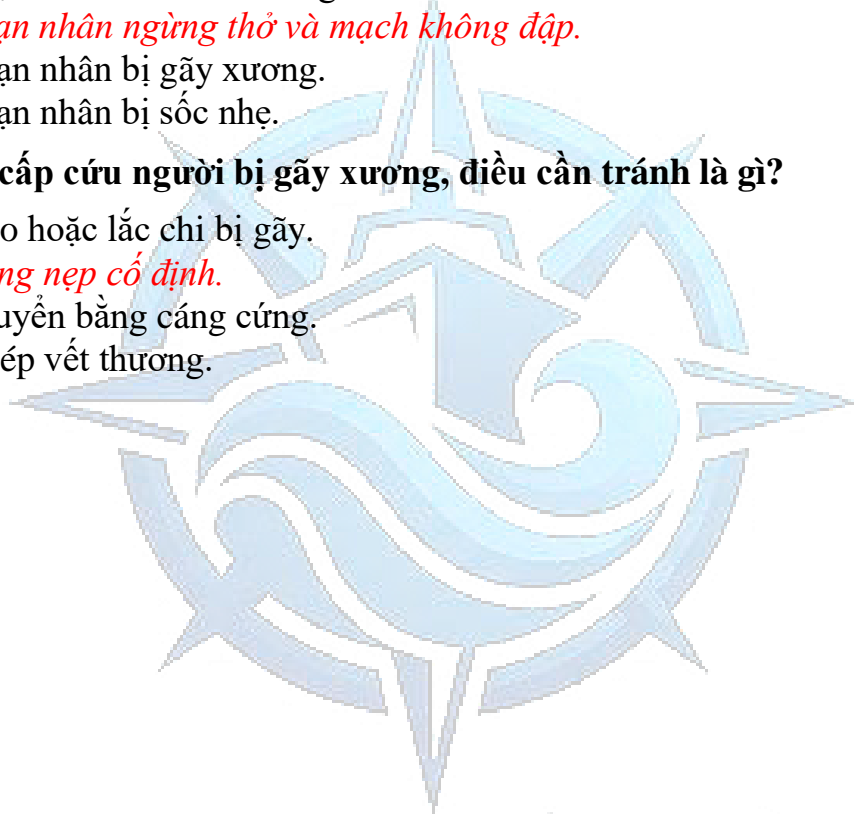 ạn nhân ngừng thở và mạch không đập.
ạn nhân bị gãy xương.
ạn nhân bị sốc nhẹ.
cấp cứu người bị gãy xương, điều cần tránh là gì?
o hoặc lắc chi bị gãy.
ng nẹp cố định.
uyển bằng cáng cứng.
ép vết thương.